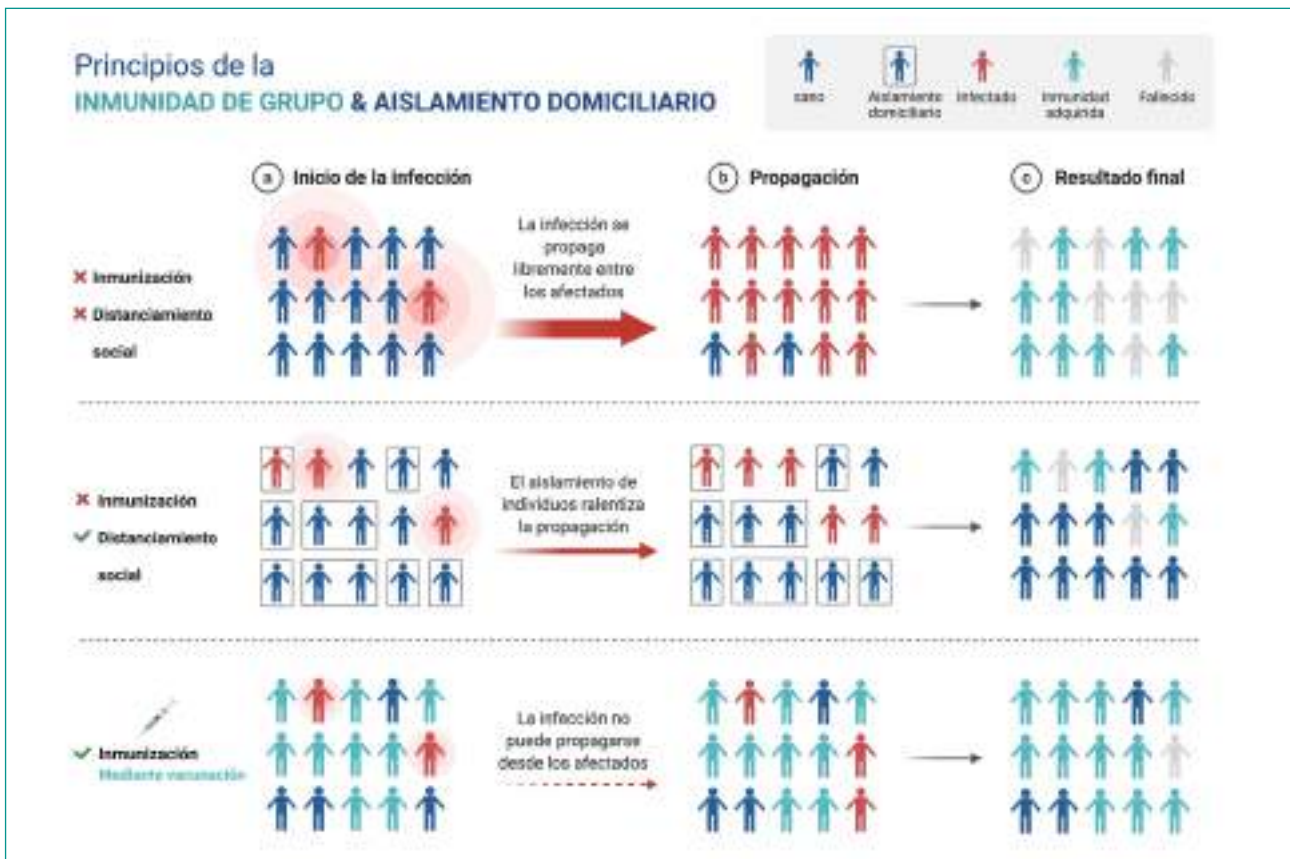 Principios de la
INMUNIDAD DE GRUPO & AISLAMIENTO DOMICILIARIO
sano
Aislamiento
domiciliario
Infectado
Inmunidad
adquirida
Fallecido
a Inicio de la infección
b Propagación
c Resultado final
✗ Inmunización
✗ Distanciamiento
social
La infección se
propaga
libremente entre
los afectados
✗ Inmunización
✓ Distanciamiento
social
El aislamiento de
individuos ralentiza
la propagación
✓ Inmunización
Mediante vacunación
La infección no
puede propagarse
desde los afectados